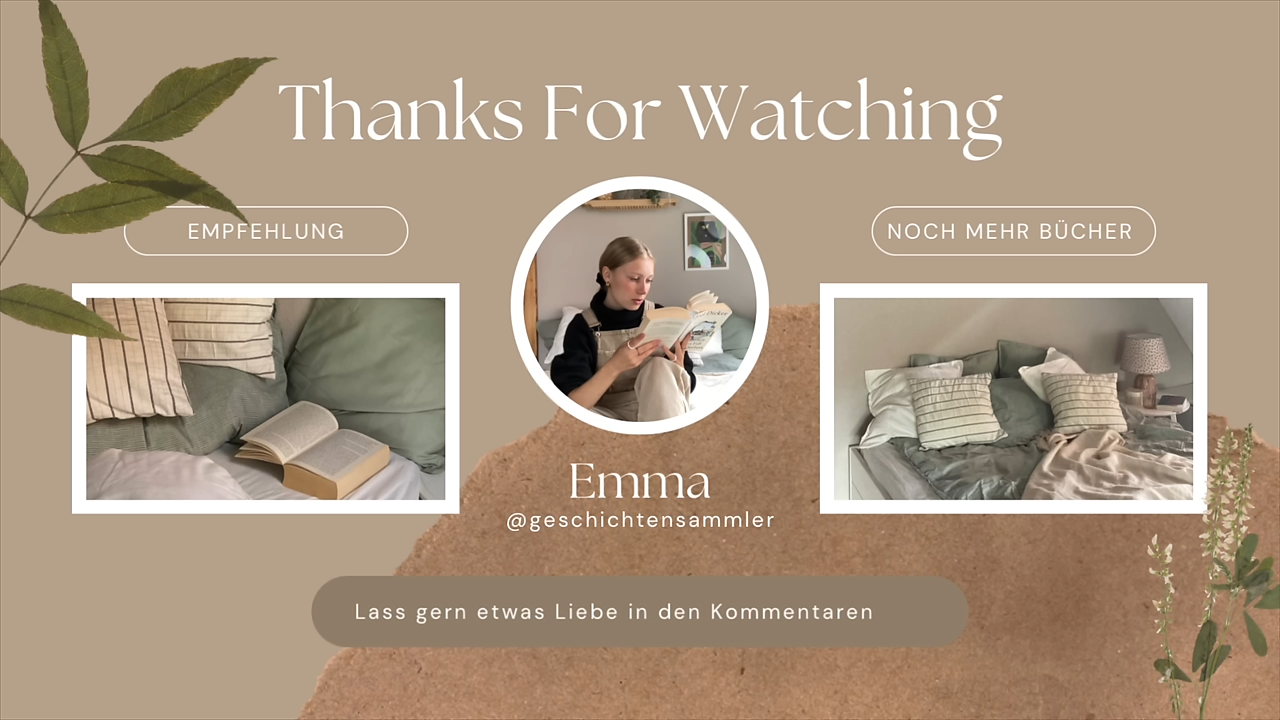 Thanks For Watching
EMPFEHLUNG
NOCH MEHR BÜCHER
Emma
@geschichtensammler
Lass gern etwas Liebe in den Kommentaren